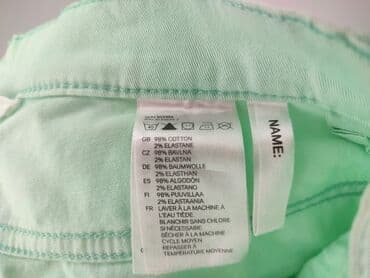 GB 98% COTTON
2% ELASTANE
CZ 98% BAVLNA
2% ELASTAN
DE 98% BAUMWOLLE
2% ELASTHAN
ES 98% ALGODÓN
2% ELASTANO
FI 98% PUUVILLAA
2% ELASTAANIA
FR LAVER À LA MACHINE À
L'EAU TIÈDE
BLANCHIR SANS CHLORE
SI NÉCESSAIRE
SÉCHER À LA MACHINE
CYCLE MOYEN
REPASSER À
TEMPÉRATURE MOYENNE
NAME: